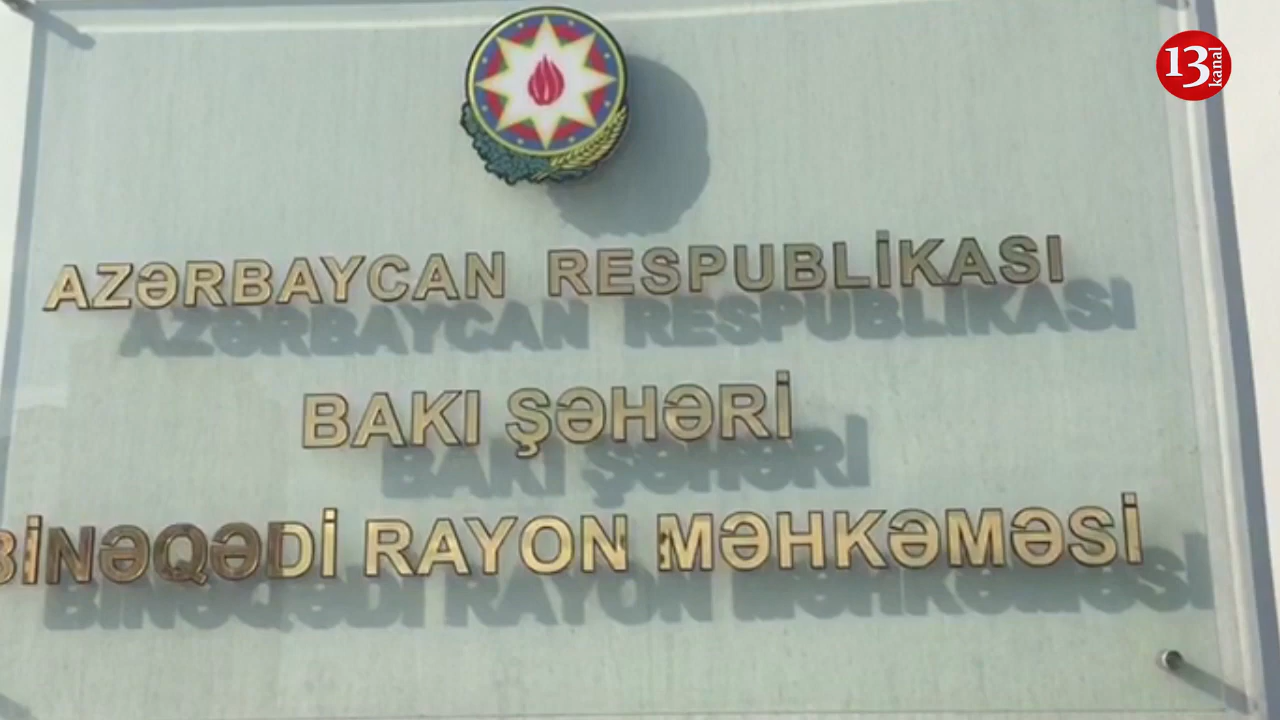 13 kanal
AZƏRBAYCAN RESPUBLİKASI
BAKI ŞƏHƏRİ
BİNƏQƏDİ RAYON MƏHKƏMƏSİ